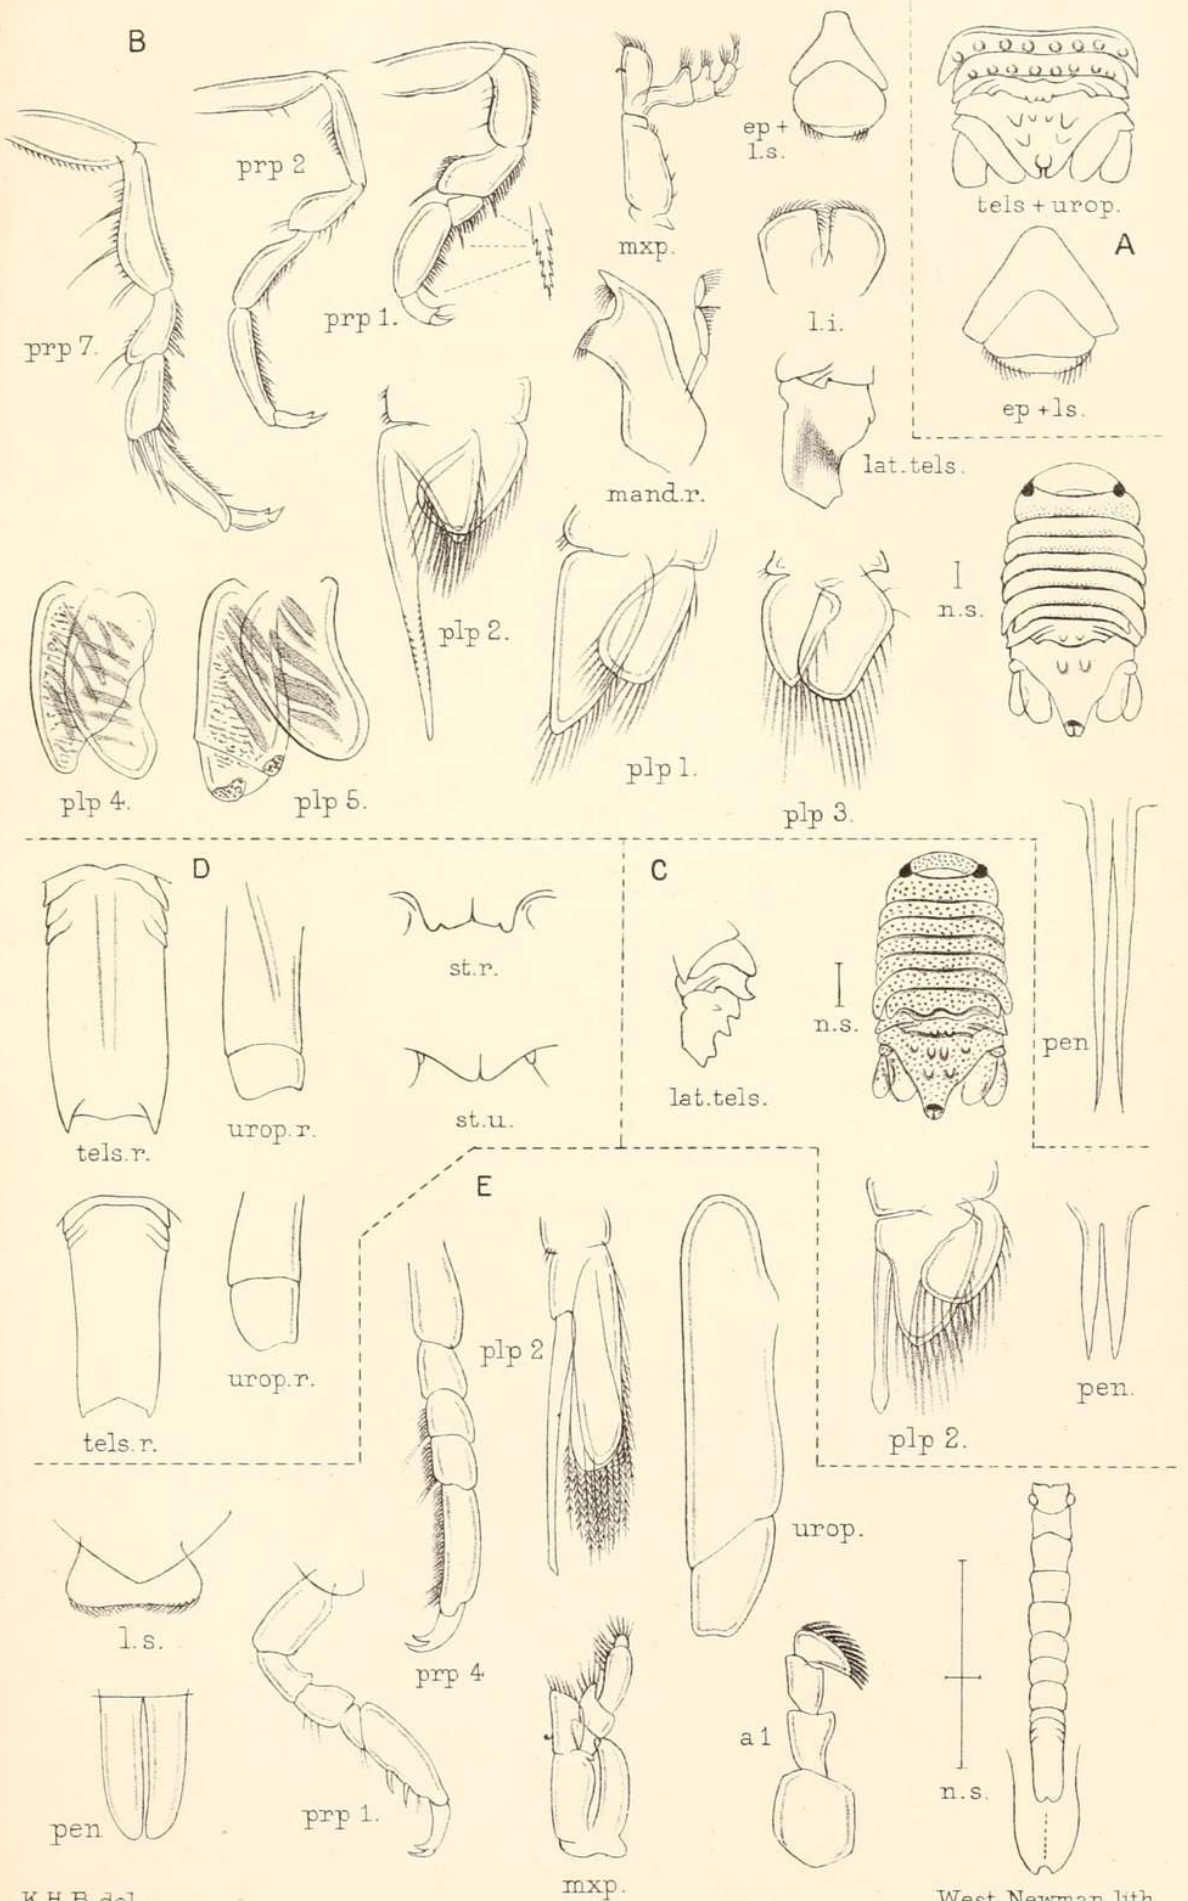 B
prp 2
prp 7.
prp 1.
mxp.
ep +
l.s.
l.i.
mand.r.
lat.tels.
tels + urop.
A
ep + ls.
n.s.
plp 4.
plp 5.
plp 2.
plp 1.
plp 3.
D
tels.r.
urop.r.
st.r.
st.u.
C
lat.tels.
n.s.
pen
tels.r.
urop.r.
E
plp 2
prp 4
urop.
plp 2.
pen.
l.s.
pen
prp 1.
mxp.
a 1
n.s.
K.H.B. del.
West, Newman lith.